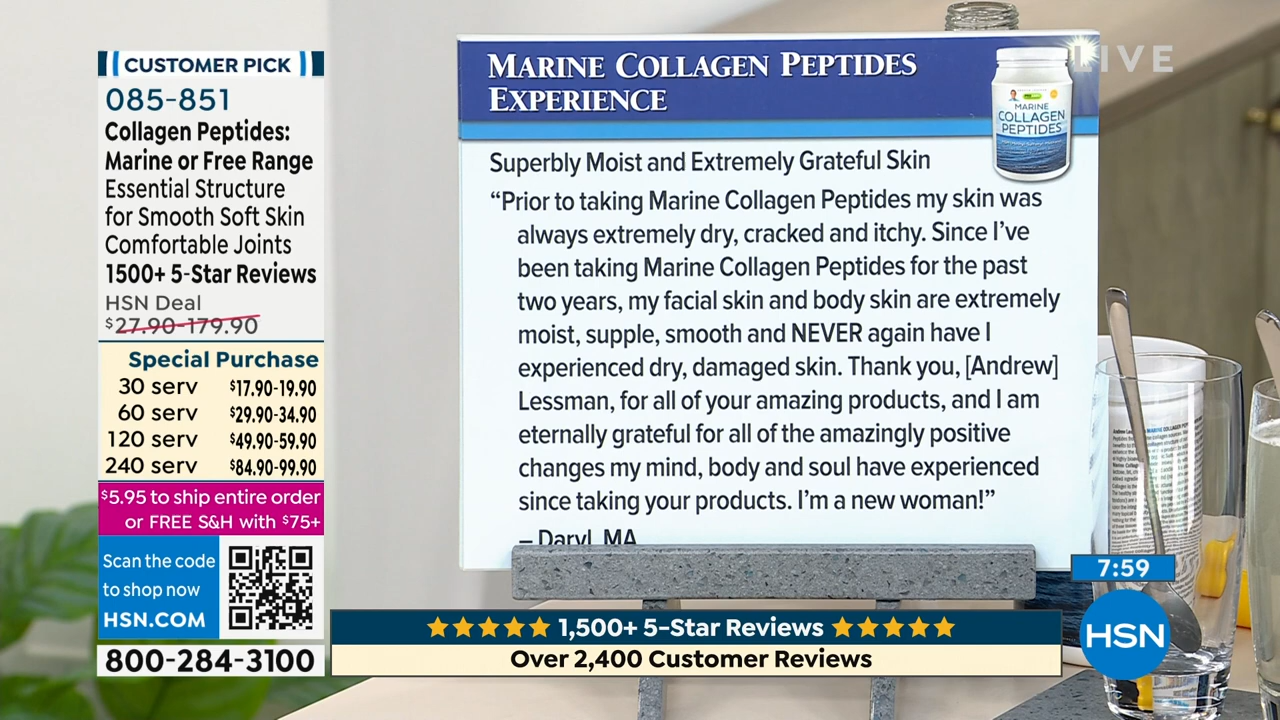 CUSTOMER PICK
085-851
Collagen Peptides:
Marine or Free Range
Essential Structure
for Smooth Soft Skin
Comfortable Joints
1500+ 5-Star Reviews
HSN Deal
$27.90-179.90
Special Purchase
30 serv $17.90-19.90
60 serv $29.90-34.90
120 serv $49.90-59.90
240 serv $84.90-99.90
$5.95 to ship entire order
or FREE S&H with $75+
Scan the code
to shop now
HSN.COM
800-284-3100
MARINE COLLAGEN PEPTIDES
EXPERIENCE
MARINE
COLLAGEN
PEPTIDES
LIVE
Superbly Moist and Extremely Grateful Skin
“Prior to taking Marine Collagen Peptides my skin was
always extremely dry, cracked and itchy. Since I’ve
been taking Marine Collagen Peptides for the past
two years, my facial skin and body skin are extremely
moist, supple, smooth and NEVER again have I
experienced dry, damaged skin. Thank you, [Andrew]
Lessman, for all of your amazing products, and I am
eternally grateful for all of the amazingly positive
changes my mind, body and soul have experienced
since taking your products. I’m a new woman!”
– Daryl, MA
7:59
HSN
1,500+ 5-Star Reviews
Over 2,400 Customer Reviews